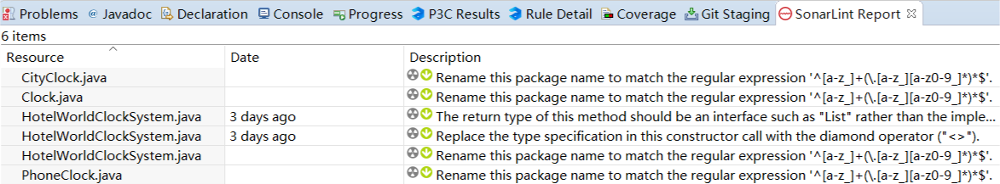 Problems @ Javadoc Declaration Console Progress P3C Results Rule Detail Coverage Git Staging SonarLint Report
6 items
Resource Date Description
CityClock.java Rename this package name to match the regular expression '^[a-z_]+(\.[a-z_][a-z0-9_]*)*$'.
Clock.java Rename this package name to match the regular expression '^[a-z_]+(\.[a-z_][a-z0-9_]*)*$'.
HotelWorldClockSystem.java 3 days ago The return type of this method should be an interface such as "List" rather than the imple...
HotelWorldClockSystem.java 3 days ago Replace the type specification in this constructor call with the diamond operator ("<>").
HotelWorldClockSystem.java Rename this package name to match the regular expression '^[a-z_]+(\.[a-z_][a-z0-9_]*)*$'.
PhoneClock.java Rename this package name to match the regular expression '^[a-z_]+(\.[a-z_][a-z0-9_]*)*$'.